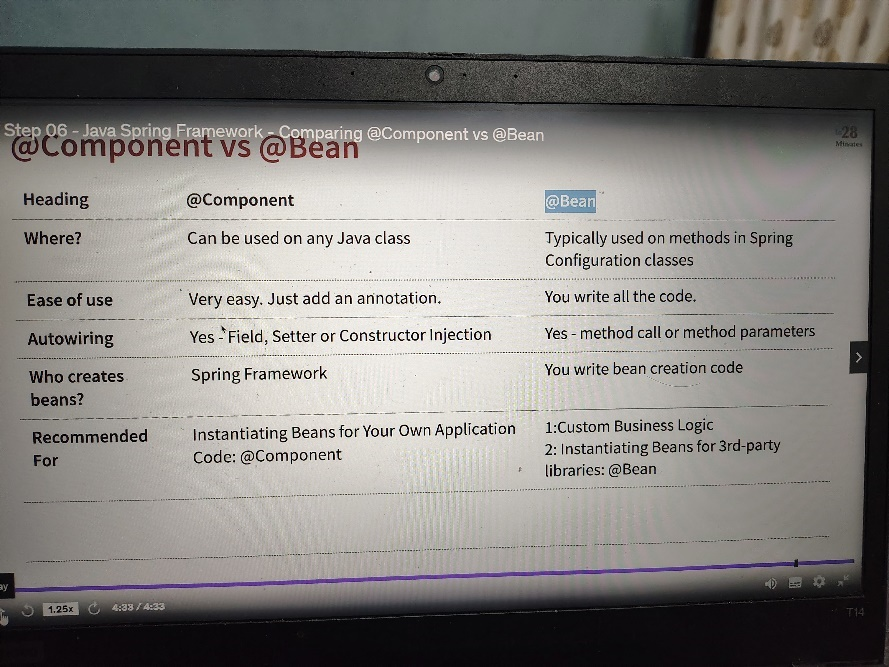 Step 06 - Java Spring Framework - Comparing @Component vs @Bean
28
Minutes
@Component vs @Bean
Heading @Component @Bean
Where? Can be used on any Java class Typically used on methods in Spring
Configuration classes
Ease of use Very easy. Just add an annotation. You write all the code.
Autowiring Yes - Field, Setter or Constructor Injection Yes - method call or method parameters
Who creates Spring Framework You write bean creation code
beans?
Recommended Instantiating Beans for Your Own Application 1:Custom Business Logic
For Code: @Component 2: Instantiating Beans for 3rd-party
libraries: @Bean
ay
1.25x 4:33 / 4:33
T14